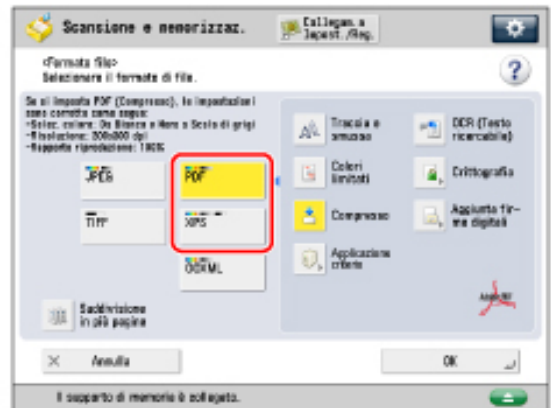 Scansione e memorizzaz.
Collegam. a
Impost./Reg.
<Formato file>
Selezionare il formato di file.
Se si imposta PDF (Compresso), le impostazioni
sono corrette come segue:
-Selez. colore: Da Bianco e Nero a Scala di grigi
-Risoluzione: 300x300 dpi
-Rapporto riproduzione: 100%
JPEG
PDF
TIFF
XPS
OOXML
Suddivisione
in più pagine
Traccia e
smusso
OCR (Testo
ricercabile)
Colori
limitati
Crittografia
Compresso
Aggiunta fir-
ma digitali
Applicazione
criterio
Annulla
OK
Il supporto di memoria è collegato.